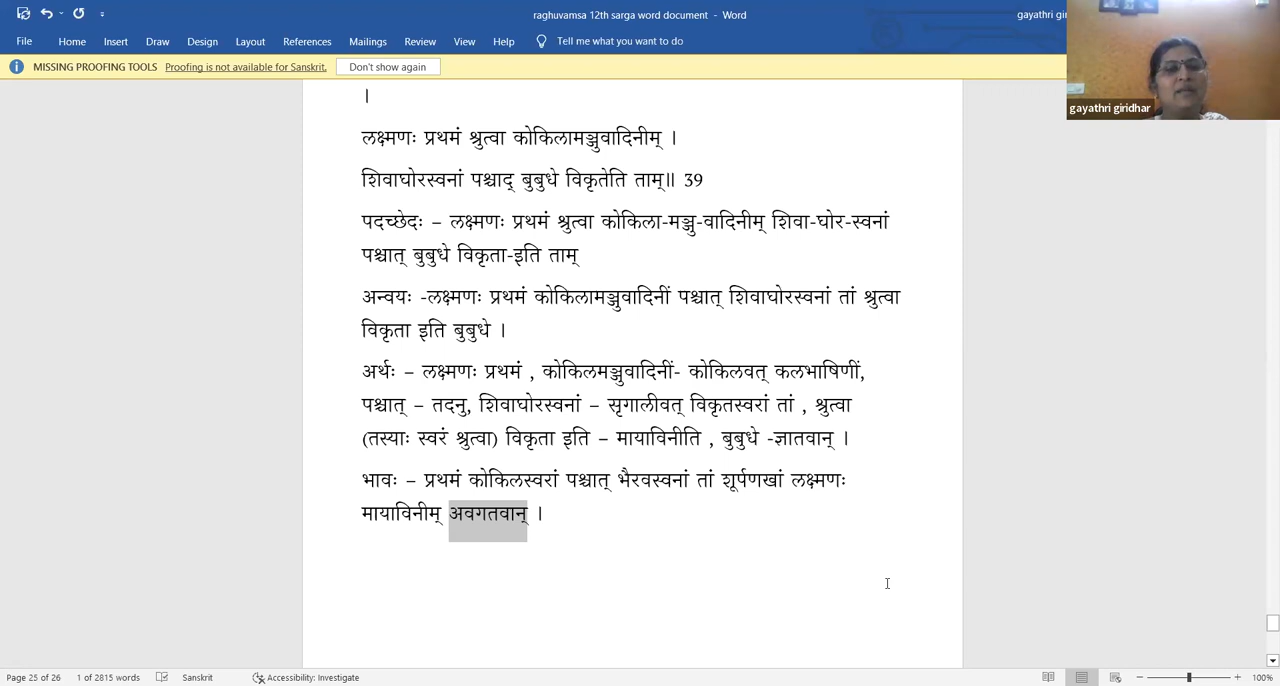 raghuvamsa 12th sarga word document - Word
gayathri gir
File Home Insert Draw Design Layout References Mailings Review View Help Tell me what you want to do
MISSING PROOFING TOOLS Proofing is not available for Sanskrit. Don't show again
gayathri giridhar
|
लक्ष्मणः प्रथमं श्रुत्वा कोकिलामञ्जुवादिनीम् ।
शिवाघोरस्वनां पश्चाद् बुबुधे विकृतेति ताम्॥ 39
पदच्छेदः – लक्ष्मणः प्रथमं श्रुत्वा कोकिला-मञ्जु-वादिनीम् शिवा-घोर-स्वनां
पश्चात् बुबुधे विकृता-इति ताम्
अन्वयः -लक्ष्मणः प्रथमं कोकिलामञ्जुवादिनीं पश्चात् शिवाघोरस्वनां तां श्रुत्वा
विकृता इति बुबुधे ।
अर्थः – लक्ष्मणः प्रथमं , कोकिलमञ्जुवादिनीं- कोकिलवत् कलभाषिणीं,
पश्चात् – तदनु, शिवाघोरस्वनां – सृगालीवत् विकृतस्वरां तां , श्रुत्वा
(तस्याः स्वरं श्रुत्वा) विकृता इति – मायाविनीति , बुबुधे -ज्ञातवान् ।
भावः – प्रथमं कोकिलस्वरां पश्चात् भैरवस्वनां तां शूर्पणखां लक्ष्मणः
मायाविनीम् अवगतवान् ।
Page 25 of 26 1 of 2815 words Sanskrit Accessibility: Investigate 100%